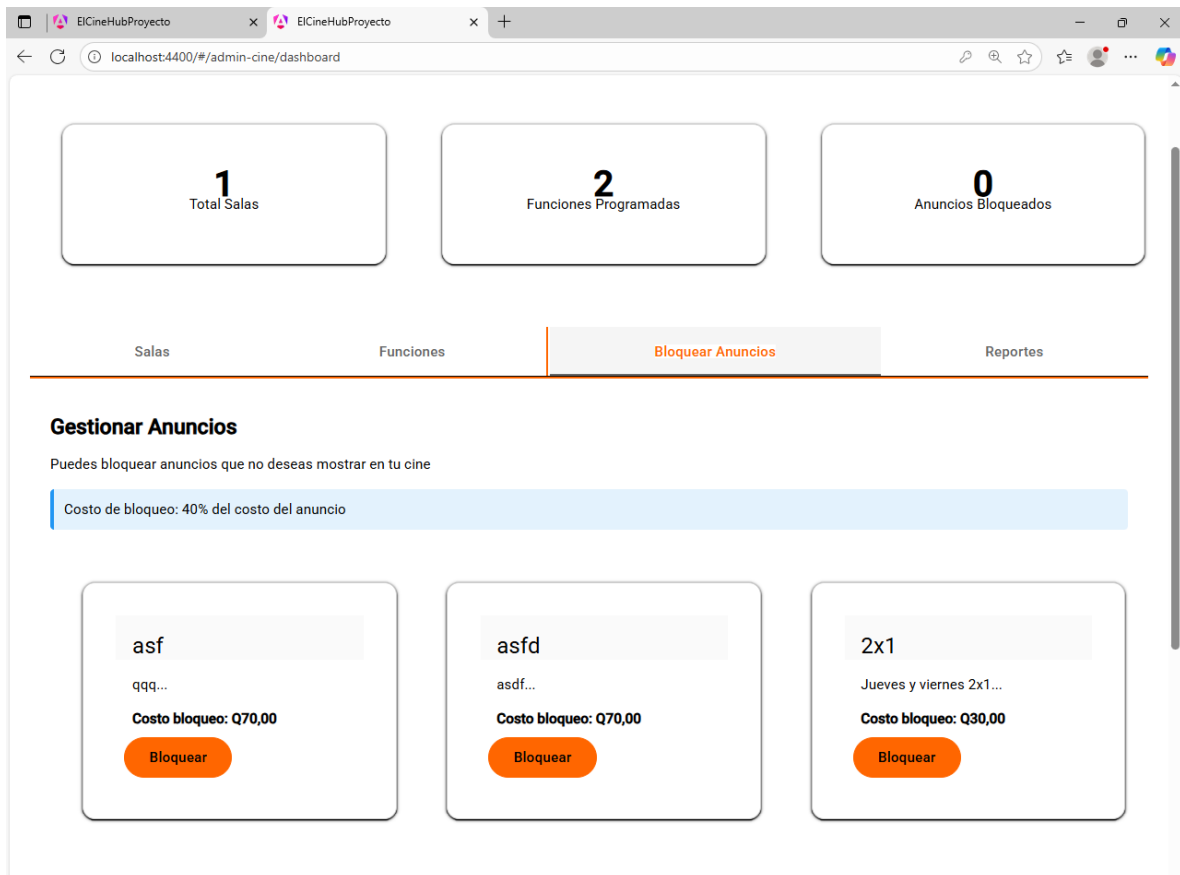 ElCineHubProyecto
ElCineHubProyecto
localhost:4400/#/admin-cine/dashboard
1
Total Salas
2
Funciones Programadas
0
Anuncios Bloqueados
Salas
Funciones
Bloquear Anuncios
Reportes
Gestionar Anuncios
Puedes bloquear anuncios que no deseas mostrar en tu cine
Costo de bloqueo: 40% del costo del anuncio
asf
qqq...
Costo bloqueo: Q70,00
Bloquear
asfd
asdf...
Costo bloqueo: Q70,00
Bloquear
2x1
Jueves y viernes 2x1...
Costo bloqueo: Q30,00
Bloquear